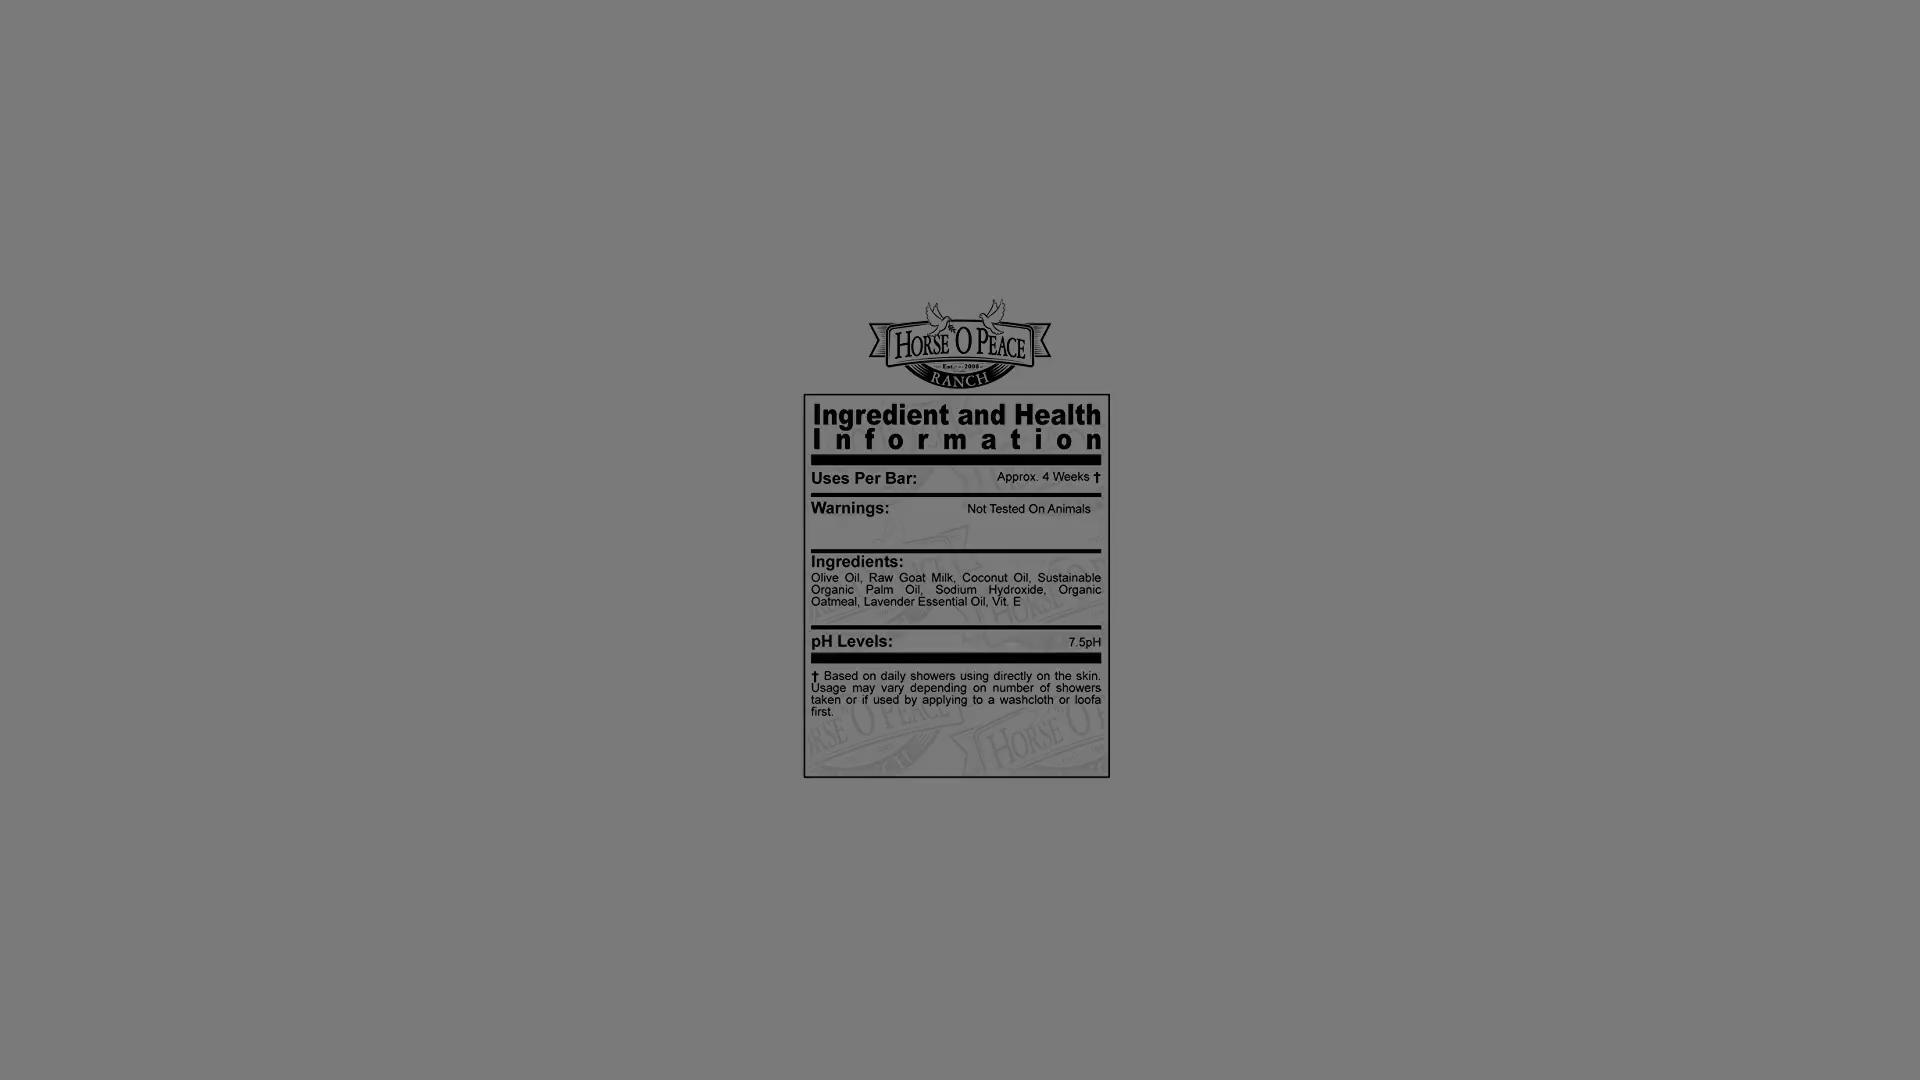 HORSE O PEACE
Est. 2008
RANCH
Ingredient and Health
Information
Uses Per Bar: Approx. 4 Weeks †
Warnings: Not Tested On Animals
Ingredients:
Olive Oil, Raw Goat Milk, Coconut Oil, Sustainable
Organic Palm Oil, Sodium Hydroxide, Organic
Oatmeal, Lavender Essential Oil, Vit. E
pH Levels: 7.5pH
† Based on daily showers using directly on the skin.
Usage may vary depending on number of showers
taken or if used by applying to a washcloth or loofa
first.